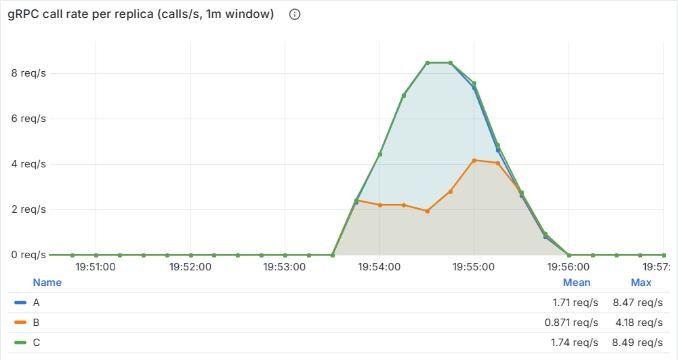 gRPC call rate per replica (calls/s, 1m window)
8 req/s
6 req/s
4 req/s
2 req/s
0 req/s
19:51:00 19:52:00 19:53:00 19:54:00 19:55:00 19:56:00 19:57:
Name Mean Max
A 1.71 req/s 8.47 req/s
B 0.871 req/s 4.18 req/s
C 1.74 req/s 8.49 req/s